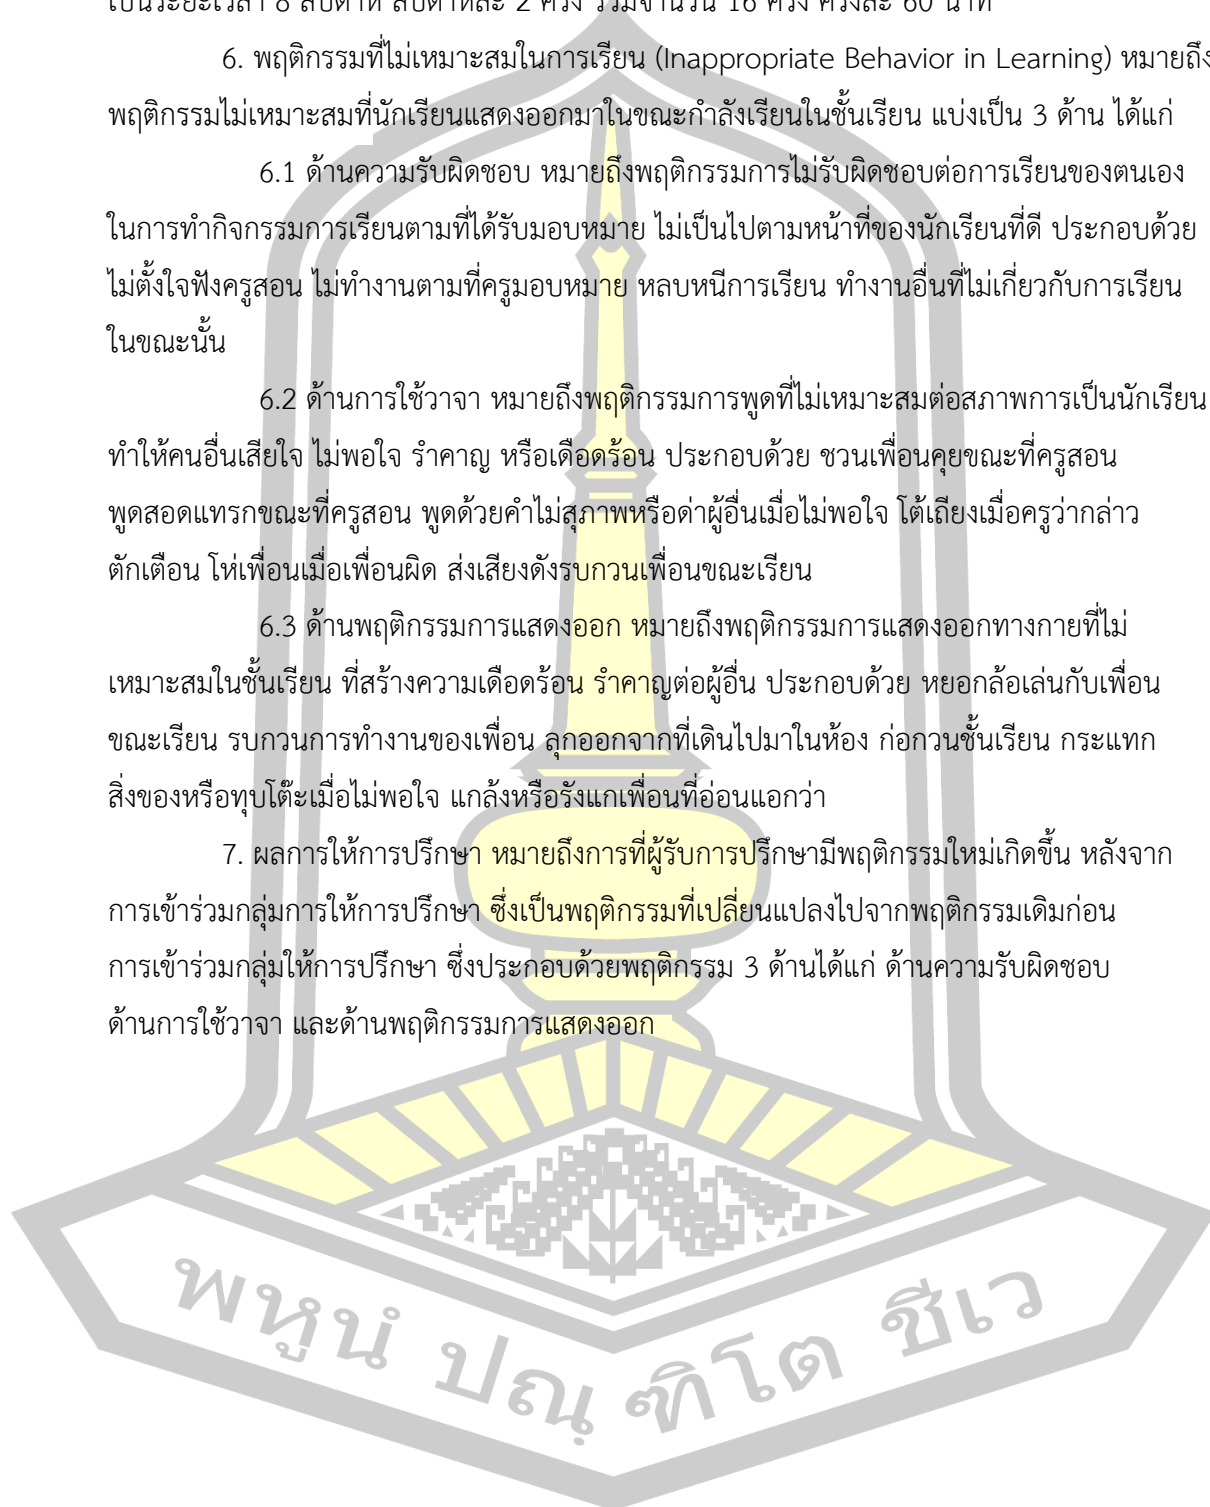 เป็นระยะเวลา 8 สัปดาห์ สัปดาห์ละ 2 ครั้ง รวมจำนวน 16 ครั้ง ครั้งละ 60 นาที
6. พฤติกรรมที่ไม่เหมาะสมในการเรียน (Inappropriate Behavior in Learning) หมายถึง
พฤติกรรมไม่เหมาะสมที่นักเรียนแสดงออกมาในขณะกำลังเรียนในชั้นเรียน แบ่งเป็น 3 ด้าน ได้แก่
6.1 ด้านความรับผิดชอบ หมายถึงพฤติกรรมการไม่รับผิดชอบต่อการเรียนของตนเอง
ในการทำกิจกรรมการเรียนตามที่ได้รับมอบหมาย ไม่เป็นไปตามหน้าที่ของนักเรียนที่ดี ประกอบด้วย
ไม่ตั้งใจฟังครูสอน ไม่ทำงานตามที่ครูมอบหมาย หลบหนีการเรียน ทำงานอื่นที่ไม่เกี่ยวกับการเรียน
ในขณะนั้น
6.2 ด้านการใช้วาจา หมายถึงพฤติกรรมการพูดที่ไม่เหมาะสมต่อสภาพการเป็นนักเรียน
ทำให้คนอื่นเสียใจ ไม่พอใจ รำคาญ หรือเดือดร้อน ประกอบด้วย ชวนเพื่อนคุยขณะที่ครูสอน
พูดสอดแทรกขณะที่ครูสอน พูดด้วยคำไม่สุภาพหรือด่าผู้อื่นเมื่อไม่พอใจ โต้เถียงเมื่อครูว่ากล่าว
ตักเตือน โห่เพื่อนเมื่อเพื่อนผิด ส่งเสียงดังรบกวนเพื่อนขณะเรียน
6.3 ด้านพฤติกรรมการแสดงออก หมายถึงพฤติกรรมการแสดงออกทางกายที่ไม่
เหมาะสมในชั้นเรียน ที่สร้างความเดือดร้อน รำคาญต่อผู้อื่น ประกอบด้วย หยอกล้อเล่นกับเพื่อน
ขณะเรียน รบกวนการทำงานของเพื่อน ลุกออกจากที่เดินไปมาในห้อง ก่อกวนชั้นเรียน กระแทก
สิ่งของหรือทุบโต๊ะเมื่อไม่พอใจ แกล้งหรือรังแกเพื่อนที่อ่อนแอกว่า
7. ผลการให้การปรึกษา หมายถึงการที่ผู้รับการปรึกษามีพฤติกรรมใหม่เกิดขึ้น หลังจาก
การเข้าร่วมกลุ่มการให้การปรึกษา ซึ่งเป็นพฤติกรรมที่เปลี่ยนแปลงไปจากพฤติกรรมเดิมก่อน
การเข้าร่วมกลุ่มให้การปรึกษา ซึ่งประกอบด้วยพฤติกรรม 3 ด้านได้แก่ ด้านความรับผิดชอบ
ด้านการใช้วาจา และด้านพฤติกรรมการแสดงออก
พหูนํ ปณฺฑิโต ชีเว